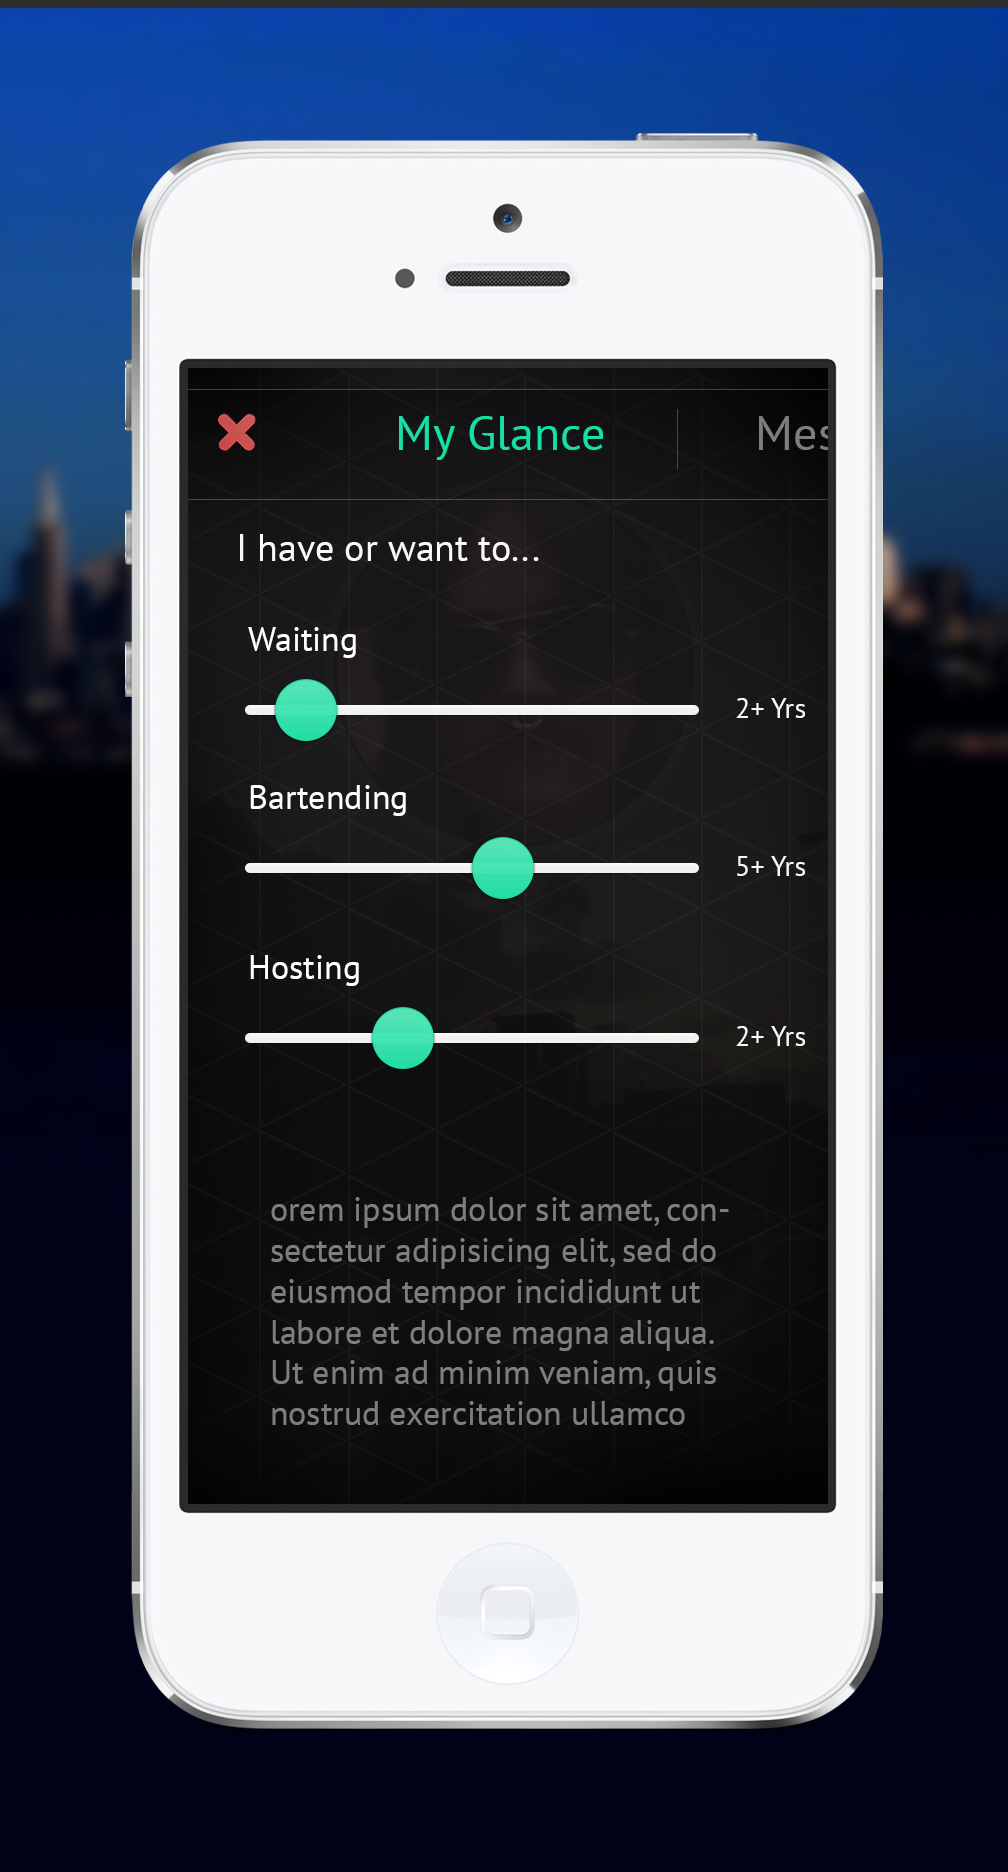 My Glance
Mes
I have or want to...
Waiting
2+ Yrs
Bartending
5+ Yrs
Hosting
2+ Yrs
orem ipsum dolor sit amet, con-
sectetur adipisicing elit, sed do
eiusmod tempor incididunt ut
labore et dolore magna aliqua.
Ut enim ad minim veniam, quis
nostrud exercitation ullamco